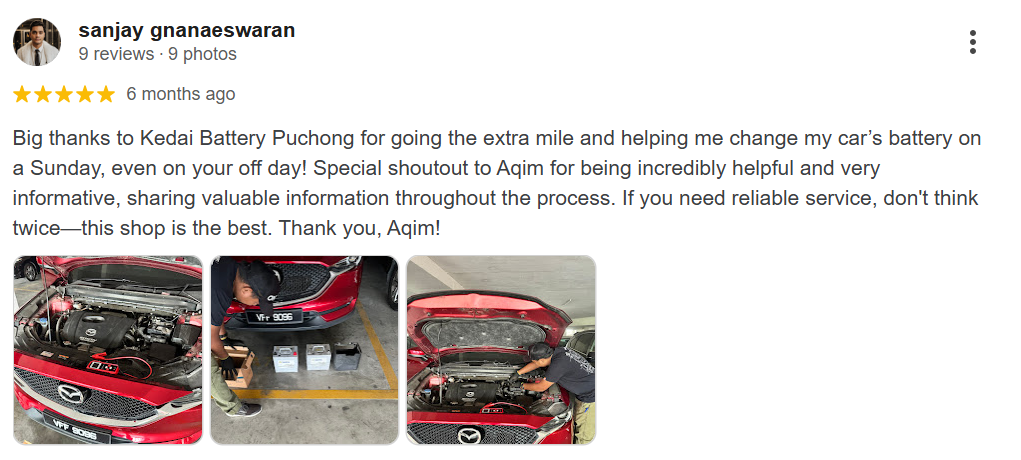 sanjay gnanaeswaran
9 reviews · 9 photos
6 months ago
Big thanks to Kedai Battery Puchong for going the extra mile and helping me change my car’s battery on
a Sunday, even on your off day! Special shoutout to Aqim for being incredibly helpful and very
informative, sharing valuable information throughout the process. If you need reliable service, don't think
twice—this shop is the best. Thank you, Aqim!
VFF 9096
VFF 9096